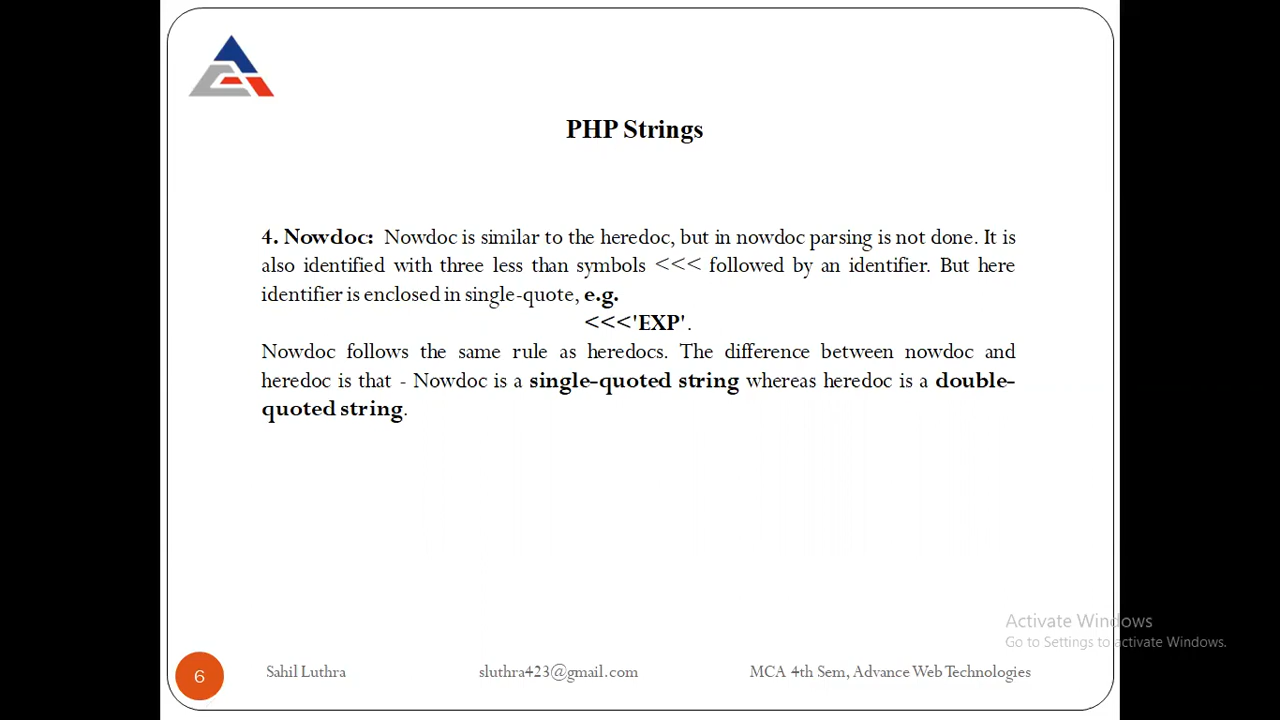 PHP Strings
4. Nowdoc: Nowdoc is similar to the heredoc, but in nowdoc parsing is not done. It is
also identified with three less than symbols <<< followed by an identifier. But here
identifier is enclosed in single-quote, e.g.
<<<'EXP'.
Nowdoc follows the same rule as heredocs. The difference between nowdoc and
heredoc is that - Nowdoc is a single-quoted string whereas heredoc is a double-
quoted string.
Activate Windows
Go to Settings to activate Windows.
6 Sahil Luthra sluthra423@gmail.com MCA 4th Sem, Advance Web Technologies